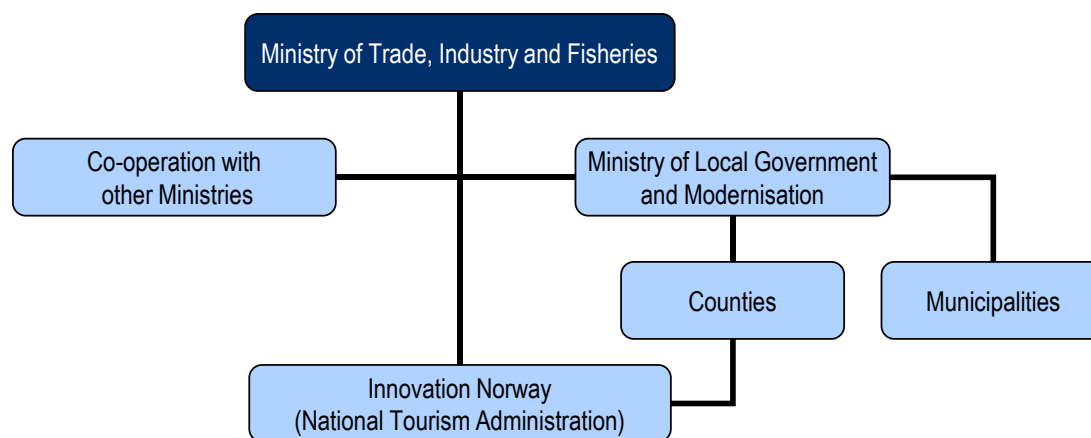 Ministry of Trade, Industry and Fisheries
Co-operation with
other Ministries
Ministry of Local Government
and Modernisation
Counties
Municipalities
Innovation Norway
(National Tourism Administration)